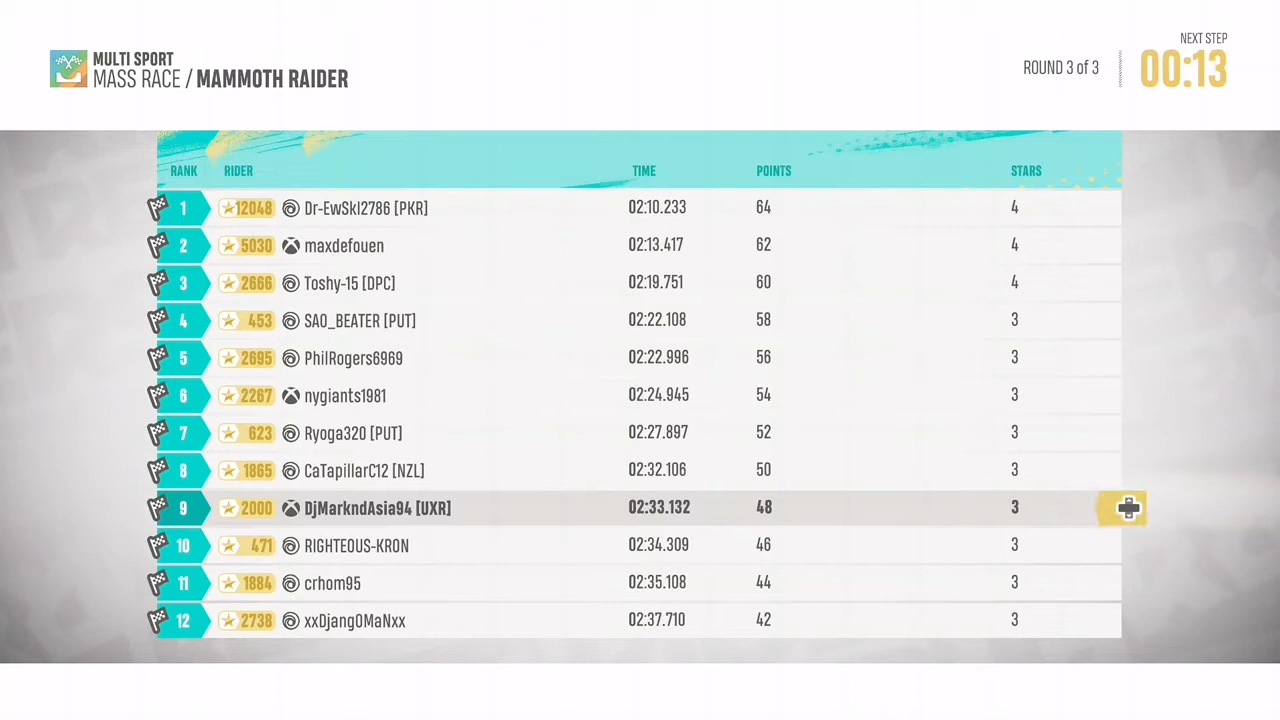 MULTI SPORT
MASS RACE / MAMMOTH RAIDER
ROUND 3 of 3
NEXT STEP
00:13
RANK RIDER TIME POINTS STARS
1 12048 Dr-EwSkI2786 [PKR] 02:10.233 64 4
2 5030 maxdefouen 02:13.417 62 4
3 2666 Toshy-15 [DPC] 02:19.751 60 4
4 453 SAO_BEATER [PUT] 02:22.108 58 3
5 2695 PhilRogers6969 02:22.996 56 3
6 2267 nygiants1981 02:24.945 54 3
7 623 Ryoga320 [PUT] 02:27.897 52 3
8 1865 CaTapillarC12 [NZL] 02:32.106 50 3
9 2000 DjMarkndAsia94 [UXR] 02:33.132 48 3
10 471 RIGHTEOUS-KRON 02:34.309 46 3
11 1884 crhom95 02:35.108 44 3
12 2738 xxDjangOMaNxx 02:37.710 42 3